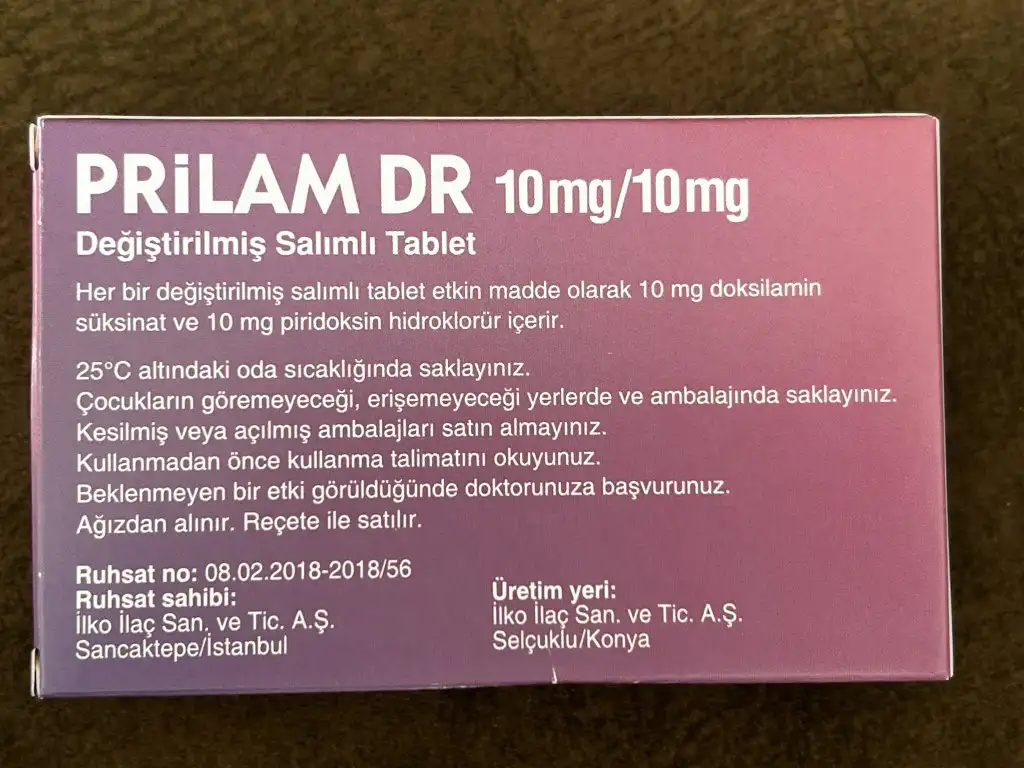 PRiLAM DR 10mg/10mg
Değiştirilmiş Salımlı Tablet
Her bir değiştirilmiş salımlı tablet etkin madde olarak 10 mg doksilamin
süksinat ve 10 mg piridoksin hidroklorür içerir.
25°C altındaki oda sıcaklığında saklayınız.
Çocukların göremeyeceği, erişemeyeceği yerlerde ve ambalajında saklayınız.
Kesilmiş veya açılmış ambalajları satın almayınız.
Kullanmadan önce kullanma talimatını okuyunuz.
Beklenmeyen bir etki görüldüğünde doktorunuza başvurunuz.
Ağızdan alınır. Reçete ile satılır.
Ruhsat no: 08.02.2018-2018/56
Ruhsat sahibi:
İlko İlaç San. ve Tic. A.Ş.
Sancaktepe/İstanbul
Üretim yeri:
İlko İlaç San. ve Tic. A.Ş.
Selçuklu/Konya